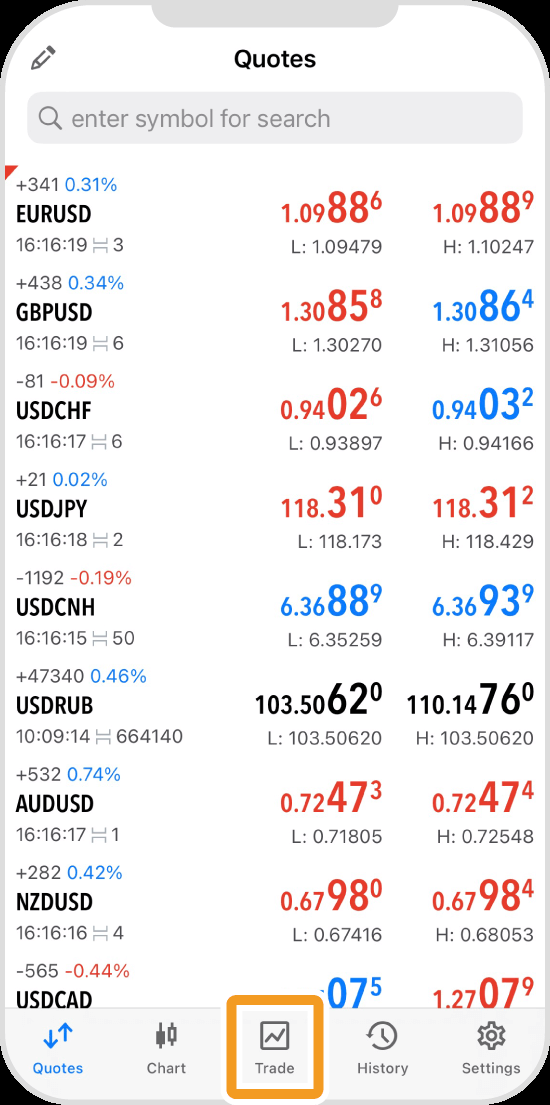 Quotes
enter symbol for search
+341 0.31%
EURUSD 1.09886 1.09889
16:16:19 3 L: 1.09479 H: 1.10247
+438 0.34%
GBPUSD 1.30858 1.30864
16:16:19 6 L: 1.30270 H: 1.31056
-81 -0.09%
USDCHF 0.94026 0.94032
16:16:17 6 L: 0.93897 H: 0.94166
+21 0.02%
USDJPY 118.310 118.312
16:16:18 2 L: 118.173 H: 118.429
-1192 -0.19%
USDCNH 6.36889 6.36939
16:16:15 50 L: 6.35259 H: 6.39117
+47340 0.46%
USDRUB 103.50620 110.14760
10:09:14 664140 L: 103.50620 H: 103.50620
+532 0.74%
AUDUSD 0.72473 0.72474
16:16:17 1 L: 0.71805 H: 0.72548
+282 0.42%
NZDUSD 0.67980 0.67984
16:16:16 4 L: 0.67416 H: 0.68053
-565 -0.44%
USDCAD 075 1.27079
Quotes Chart Trade History Settings